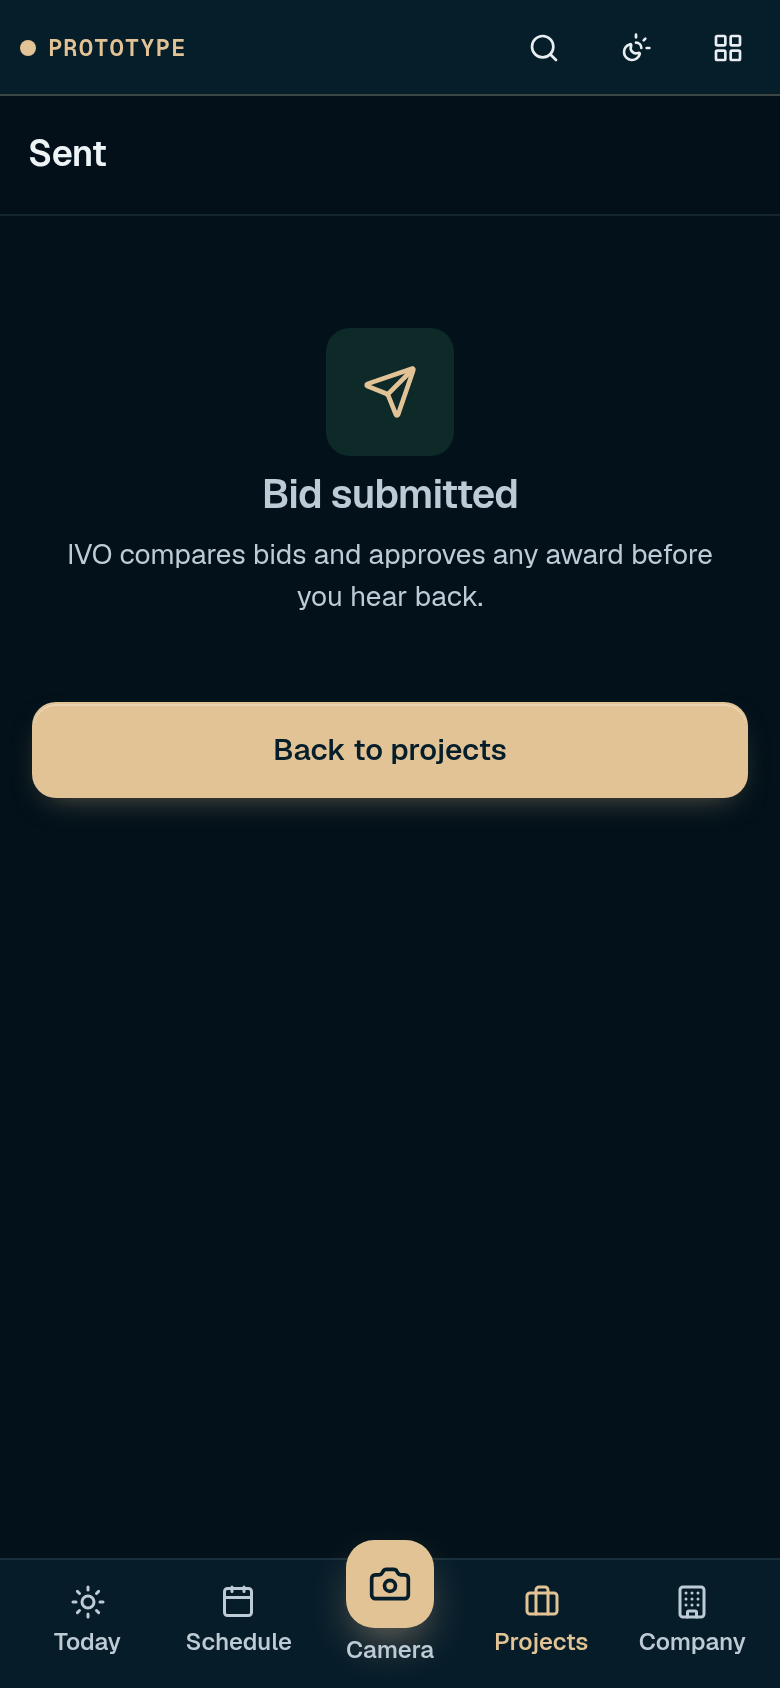 PROTOTYPE
Sent
Bid submitted
IVO compares bids and approves any award before
you hear back.
Back to projects
Today
Schedule
Camera
Projects
Company